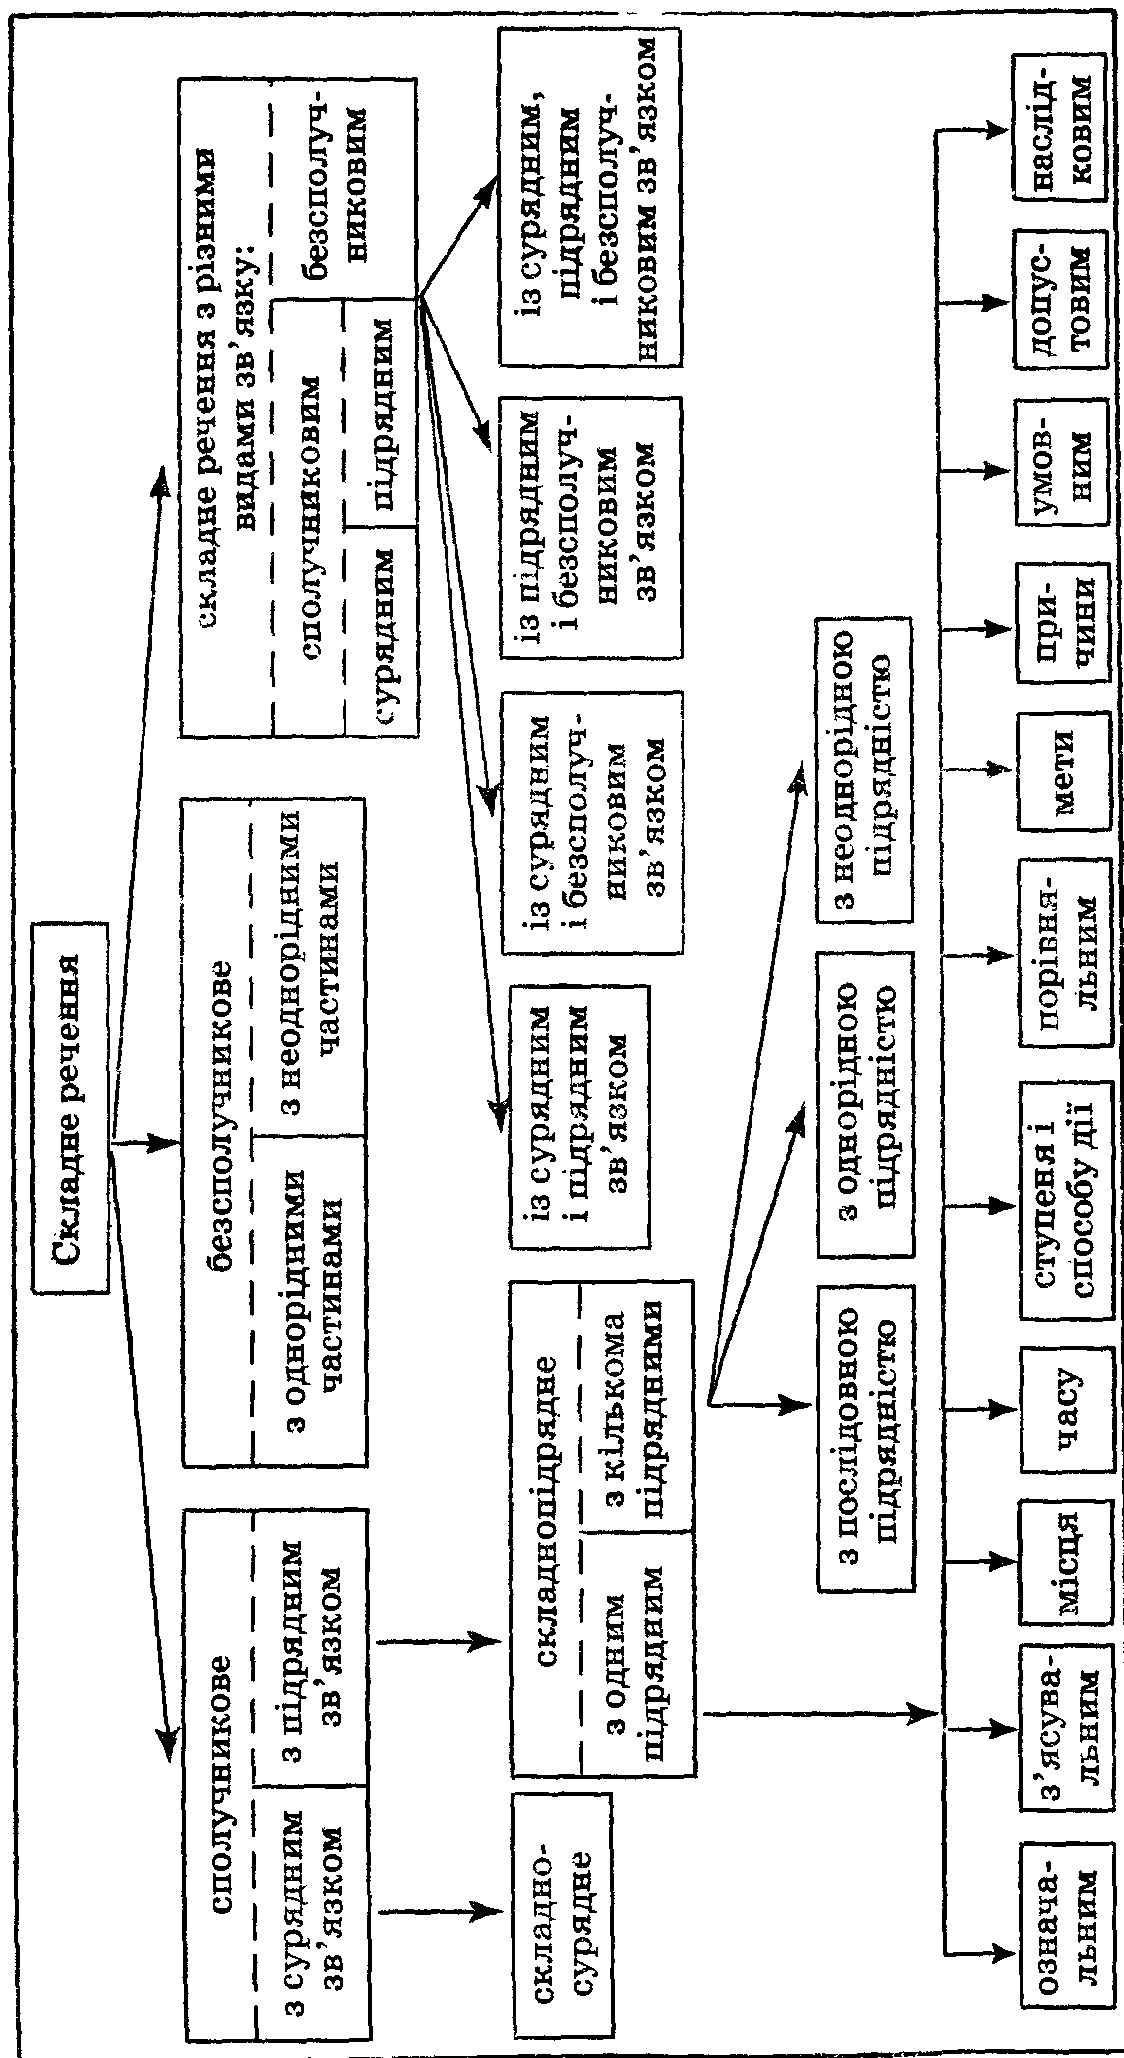 Складне речення
сполучникове
з сурядним
зв'язком
з підрядним
зв'язком
безсполучникове
з однорідними
частинами
з неоднорідними
частинами
складне речення з різними
видами зв'язку:
сполучниковим
сурядним
підрядним
безсполуч-
никовим
складно-
сурядне
складнопідрядне
з одним
підрядним
з кількома
підрядними
із сурядним
і підрядним
зв'язком
із сурядним
і безсполуч-
никовим
зв'язком
із підрядним
і безсполуч-
никовим
зв'язком
із сурядним,
підрядним
і безсполуч-
никовим зв'язком
з послідовною
підрядністю
з однорідною
підрядністю
з неоднорідною
підрядністю
означа-
льним
з'ясува-
льним
місця
часу
ступеня і
способу дії
порівня-
льним
мети
при-
чини
умов-
ним
допус-
товим
наслід-
ковим